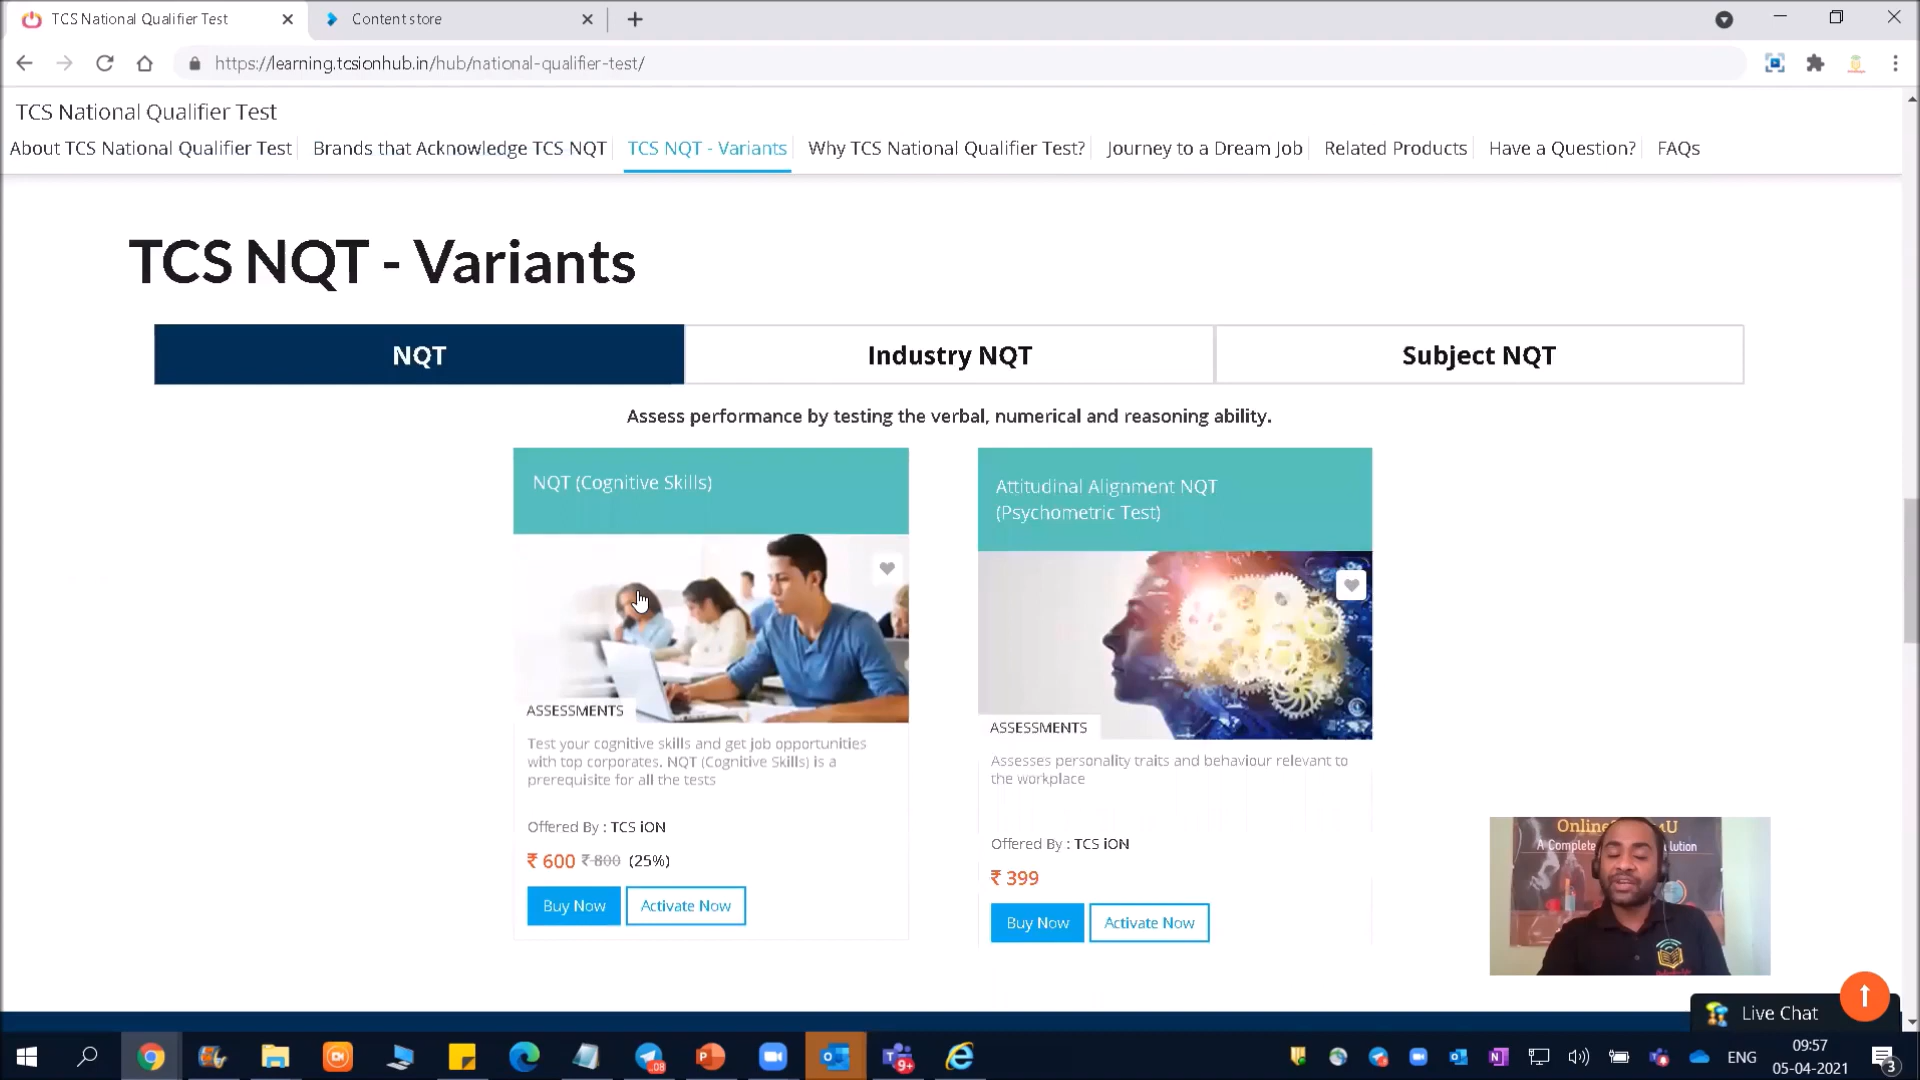 TCS National Qualifier Test
Content store
https://learning.tcsionhub.in/hub/national-qualifier-test/
TCS National Qualifier Test
About TCS National Qualifier Test
Brands that Acknowledge TCS NQT
TCS NQT - Variants
Why TCS National Qualifier Test?
Journey to a Dream Job
Related Products
Have a Question?
FAQs
TCS NQT - Variants
NQT
Industry NQT
Subject NQT
Assess performance by testing the verbal, numerical and reasoning ability.
NQT (Cognitive Skills)
ASSESSMENTS
Test your cognitive skills and get job opportunities
with top corporates. NQT (Cognitive Skills) is a
prerequisite for all the tests
Offered By : TCS iON
₹ 600 ₹ 800 (25%)
Buy Now
Activate Now
Attitudinal Alignment NQT
(Psychometric Test)
ASSESSMENTS
Assesses personality traits and behaviour relevant to
the workplace
Offered By : TCS iON
₹ 399
Buy Now
Activate Now
A Complete
lution
Live Chat
ENG
09:57
05-04-2021
3